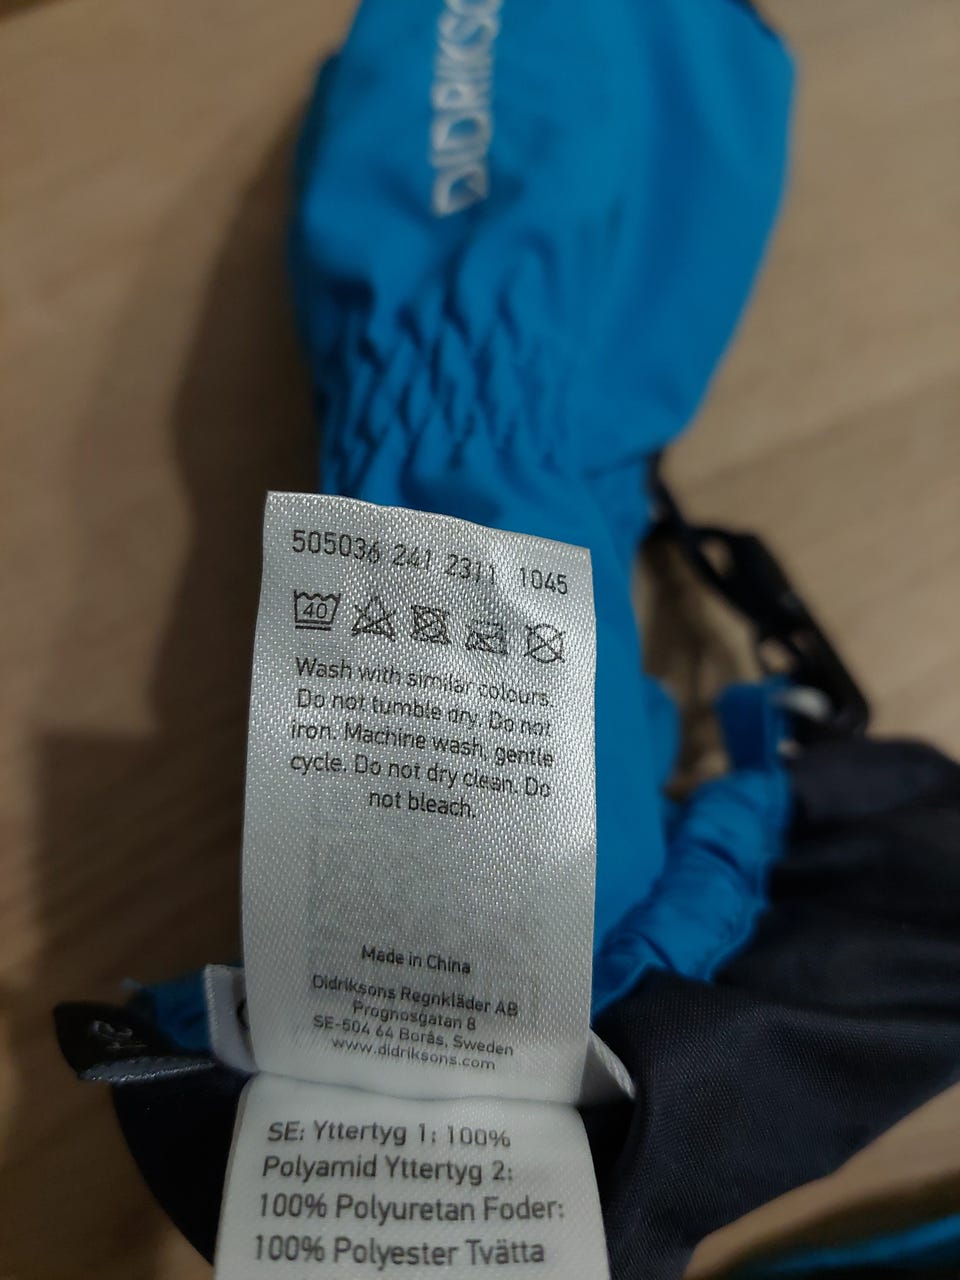 DIDRIKSO
505036 241 2311 1045
40
Wash with similar colours.
Do not tumble dry. Do not
iron. Machine wash, gentle
cycle. Do not dry clean. Do
not bleach.
Made in China
Didriksons Regnkläder AB
Prognosgatan 8
SE-504 64 Borås, Sweden
www.didriksons.com
SE: Yttertyg 1: 100%
Polyamid Yttertyg 2:
100% Polyuretan Foder:
100% Polyester Tvätta